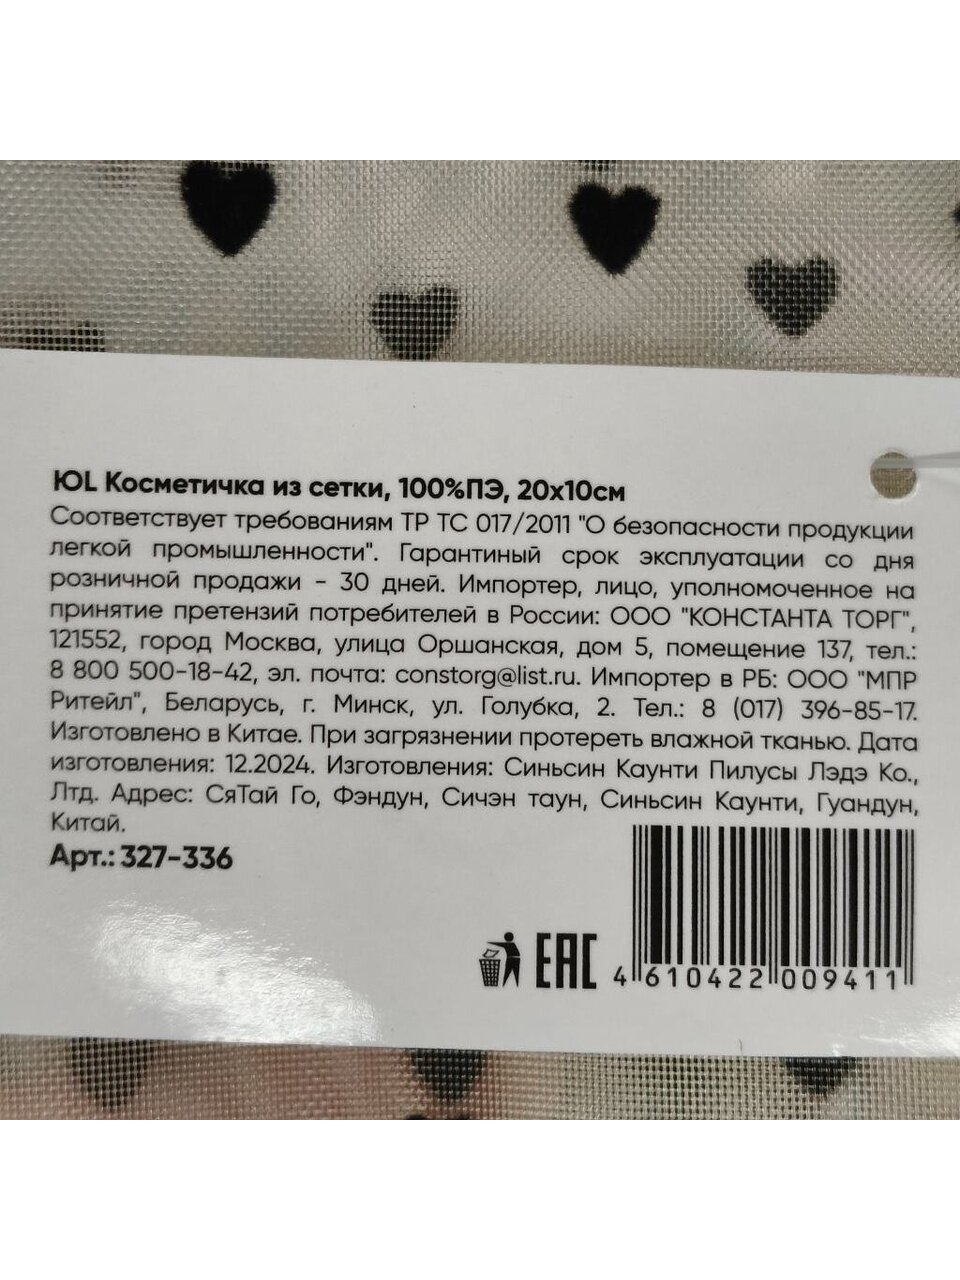 ЮL Косметичка из сетки, 100%ПЭ, 20х10см
Соответствует требованиям ТР ТС 017/2011 "О безопасности продукции
легкой промышленности". Гарантиный срок эксплуатации со дня
розничной продажи - 30 дней. Импортер, лицо, уполномоченное на
принятие претензий потребителей в России: ООО "КОНСТАНТА ТОРГ",
121552, город Москва, улица Оршанская, дом 5, помещение 137, тел.:
8 800 500-18-42, эл. почта: constorg@list.ru. Импортер в РБ: ООО "МПР
Ритейл", Беларусь, г. Минск, ул. Голубка, 2. Тел.: 8 (017) 396-85-17.
Изготовлено в Китае. При загрязнении протереть влажной тканью. Дата
изготовления: 12.2024. Изготовления: Синьсин Каунти Пилусы Лэдэ Ко.,
Лтд. Адрес: СяТай Го, Фэндун, Сичэн таун, Синьсин Каунти, Гуандун,
Китай.
Арт.: 327-336
EAC
4 610422 009411